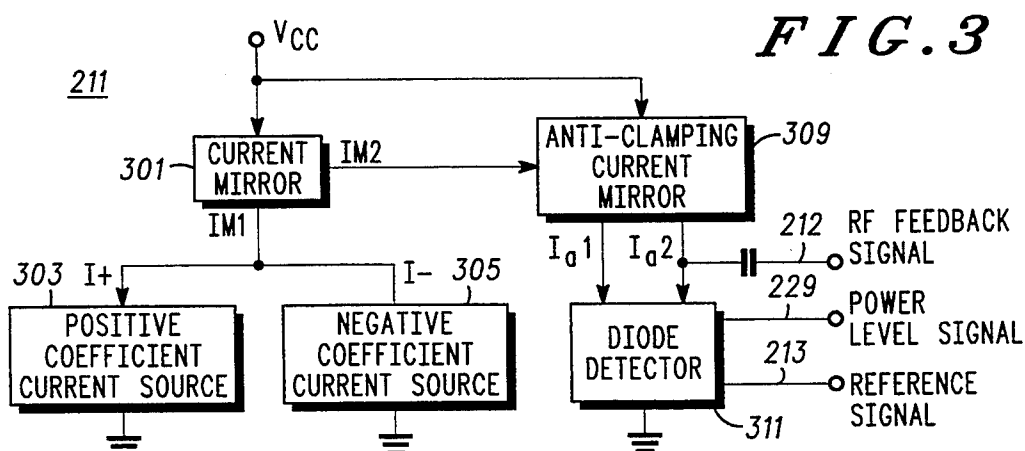 FIG.3
VCC
211
301
CURRENT
MIRROR
IM2
ANTI-CLAMPING
CURRENT
MIRROR
309
IM1
Ia1
Ia2
212
RF FEEDBACK
SIGNAL
303
I+
I-
305
POSITIVE
COEFFICIENT
CURRENT SOURCE
NEGATIVE
COEFFICIENT
CURRENT SOURCE
DIODE
DETECTOR
229
POWER
LEVEL SIGNAL
213
REFERENCE
SIGNAL
311